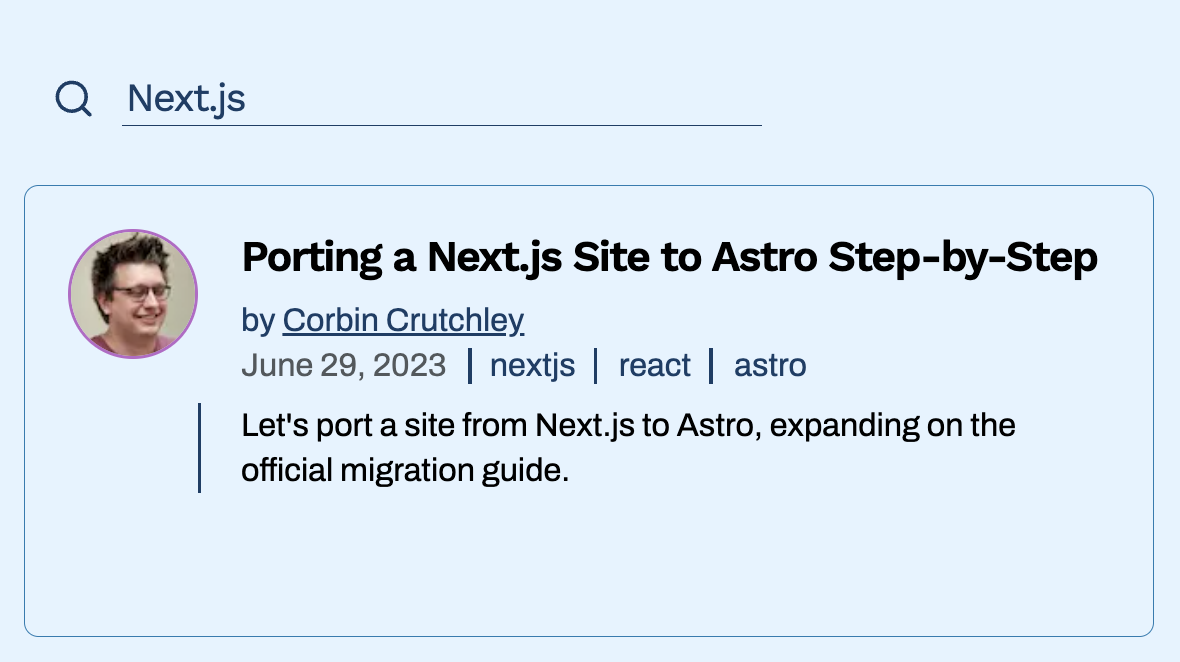 Next.js
Porting a Next.js Site to Astro Step-by-Step
by Corbin Crutchley
June 29, 2023 | nextjs | react | astro
Let's port a site from Next.js to Astro, expanding on the
official migration guide.